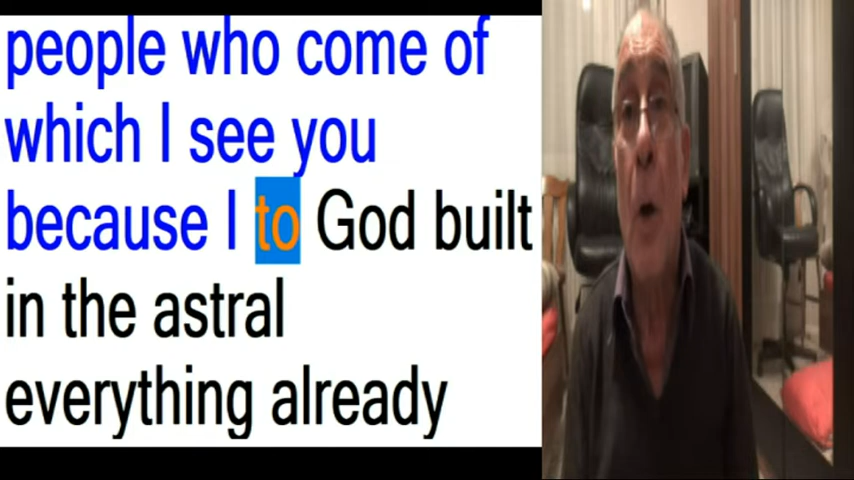 people who come of
which I see you
because I to God built
in the astral
everything already